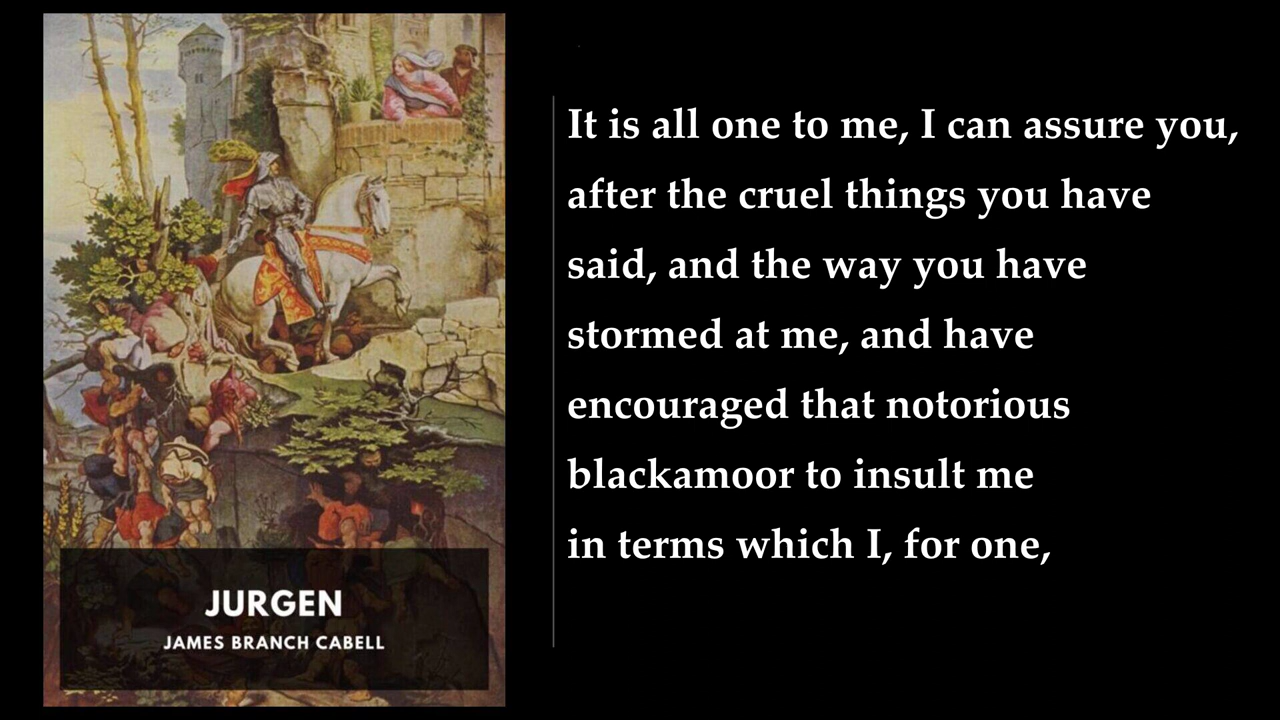 JURGEN
JAMES BRANCH CABELL
It is all one to me, I can assure you,
after the cruel things you have
said, and the way you have
stormed at me, and have
encouraged that notorious
blackamoor to insult me
in terms which I, for one,